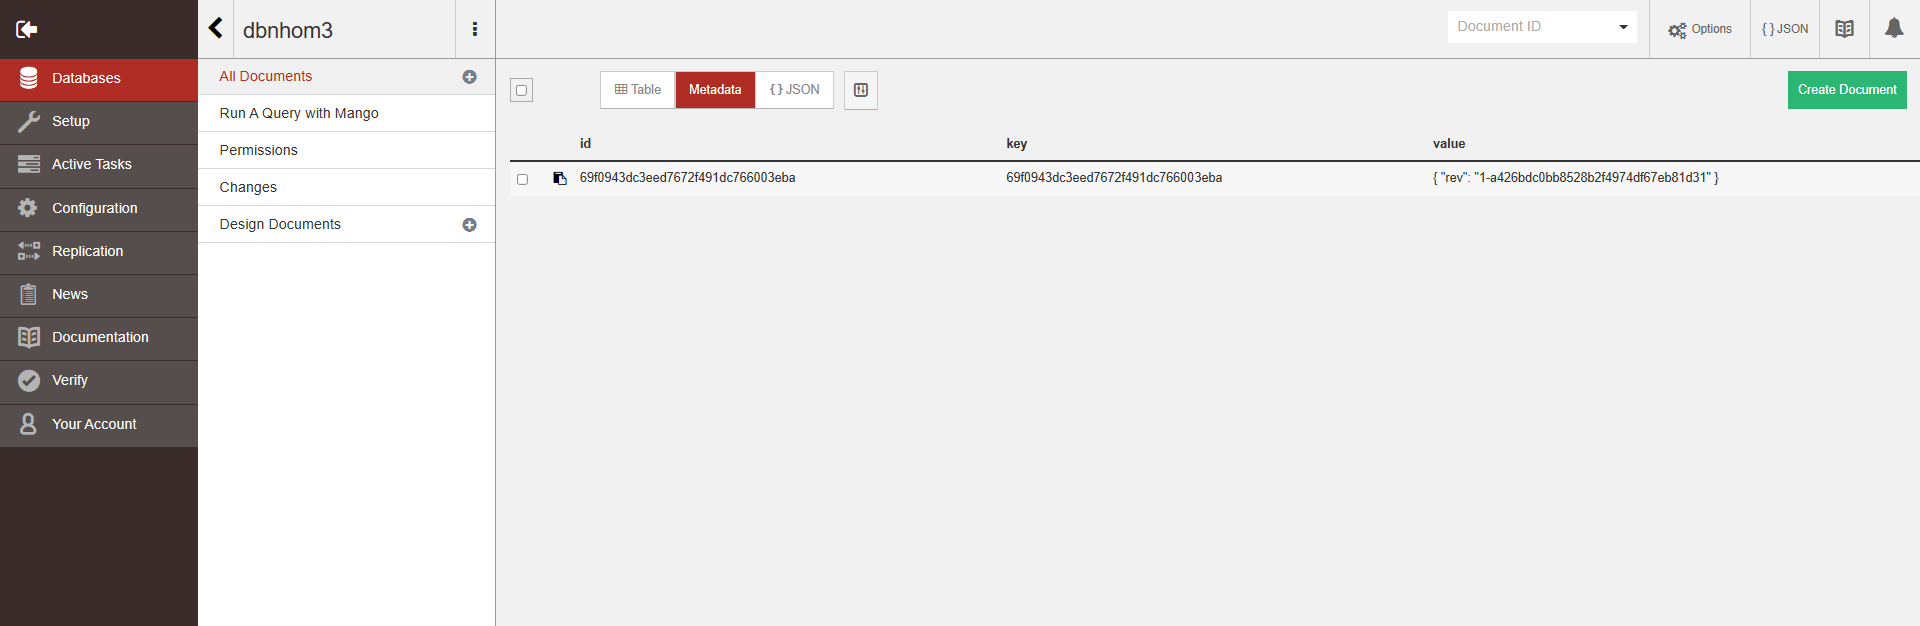 Databases
Setup
Active Tasks
Configuration
Replication
News
Documentation
Verify
Your Account
dbnhom3
All Documents
Run A Query with Mango
Permissions
Changes
Design Documents
Document ID
Options
{ } JSON
Table
Metadata
{ } JSON
Create Document
id key value
69f0943dc3eed7672f491dc766003eba 69f0943dc3eed7672f491dc766003eba { "rev": "1-a426bdc0bb8528b2f4974df67eb81d31" }